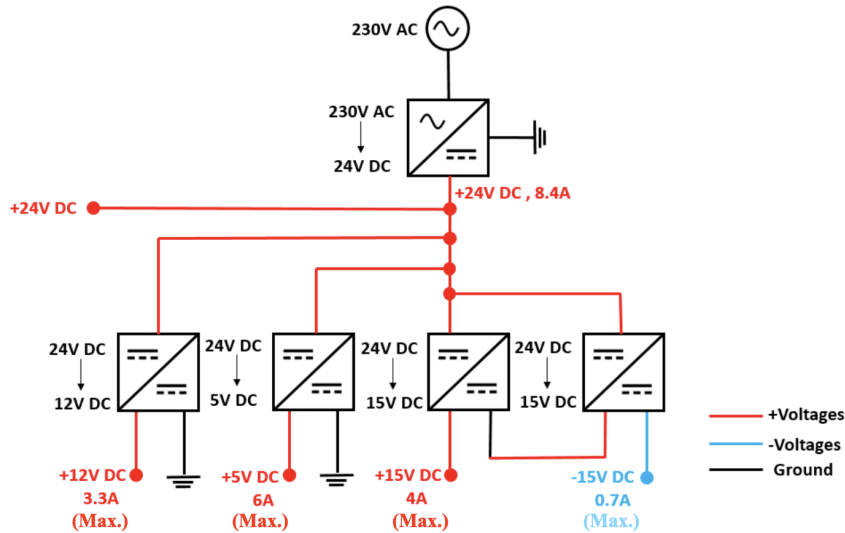 230V AC
230V AC
24V DC
+24V DC , 8.4A
+24V DC
24V DC
12V DC
24V DC
5V DC
24V DC
15V DC
24V DC
15V DC
+Voltages
-Voltages
Ground
+12V DC
3.3A
(Max.)
+5V DC
6A
(Max.)
+15V DC
4A
(Max.)
-15V DC
0.7A
(Max.)